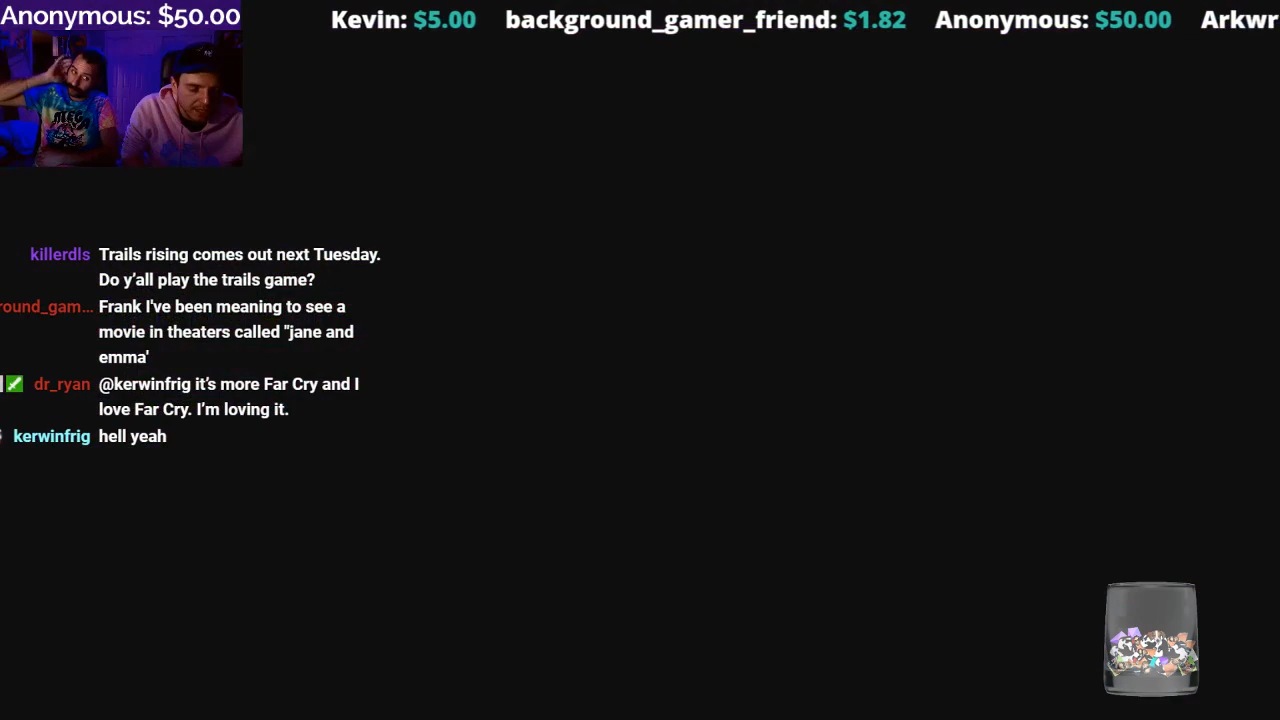 Anonymous: $50.00
Kevin: $5.00 background_gamer_friend: $1.82 Anonymous: $50.00 Arkwr
killerdls Trails rising comes out next Tuesday.
Do y’all play the trails game?
round_gam… Frank I've been meaning to see a
movie in theaters called "jane and
emma'
dr_ryan @kerwinfrig it’s more Far Cry and I
love Far Cry. I’m loving it.
kerwinfrig hell yeah